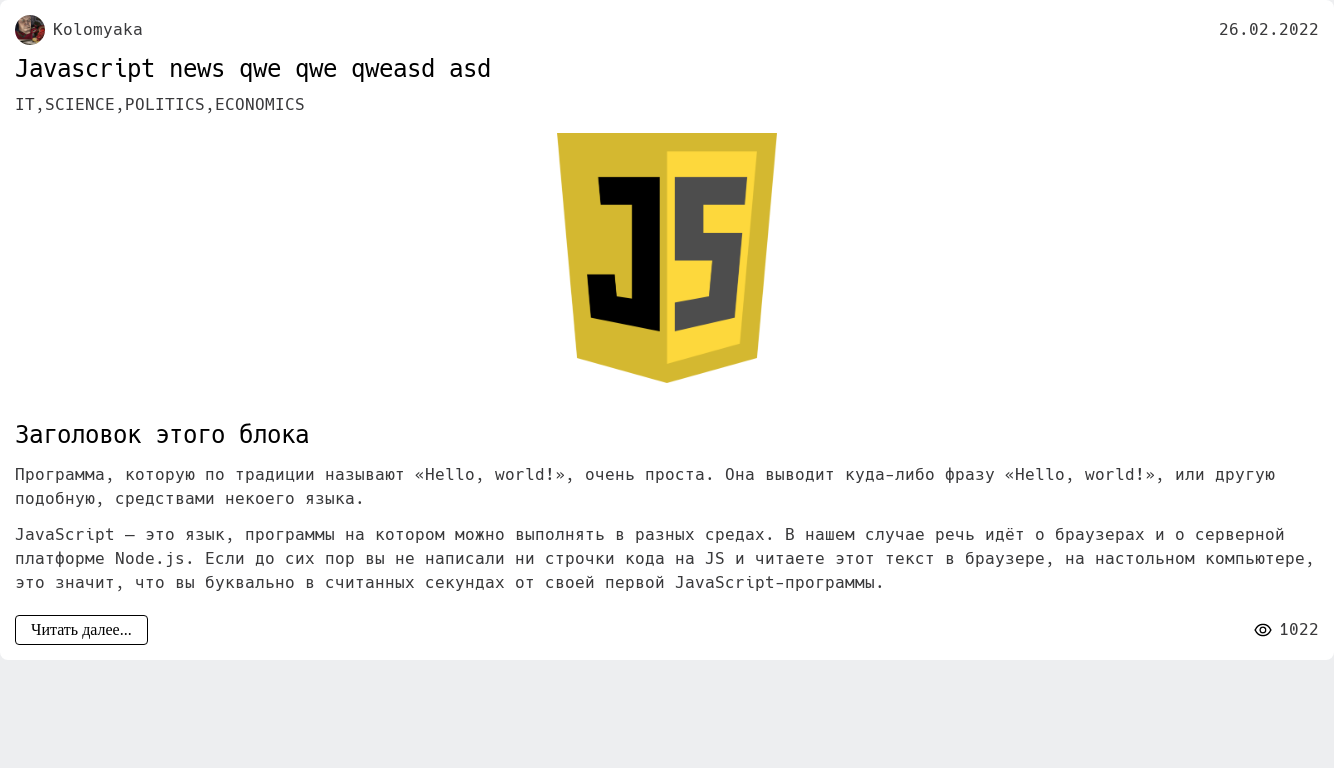 Kolomyaka
26.02.2022
Javascript news qwe qwe qweasd asd
IT,SCIENCE,POLITICS,ECONOMICS
JS
Заголовок этого блока
Программа, которую по традиции называют «Hello, world!», очень проста. Она выводит куда-либо фразу «Hello, world!», или другую
подобную, средствами некоего языка.
JavaScript — это язык, программы на котором можно выполнять в разных средах. В нашем случае речь идёт о браузерах и о серверной
платформе Node.js. Если до сих пор вы не написали ни строчки кода на JS и читаете этот текст в браузере, на настольном компьютере,
это значит, что вы буквально в считанных секундах от своей первой JavaScript-программы.
Читать далее...
1022